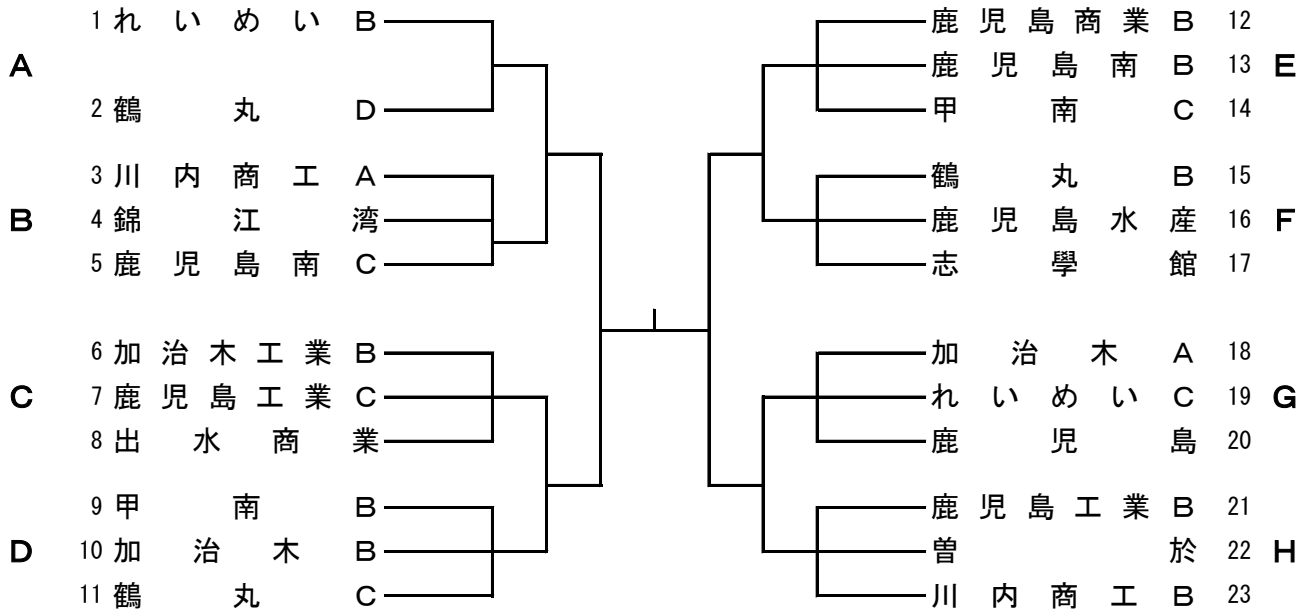 1 れいめい B
A
2 鶴丸 D
3 川内商工 A
B 4 錦江湾
5 鹿児島南 C
6 加治木工業 B
C 7 鹿児島工業 C
8 出水商業
9 甲南 B
D 10 加治木 B
11 鶴丸 C
鹿児島商業 B 12
鹿児島南 B 13 E
甲南 C 14
鶴丸 B 15
鹿児島水産 16 F
志學館 17
加治木 A 18
れいめい C 19 G
鹿児島 20
鹿児島工業 B 21
曽於 22 H
川内商工 B 23